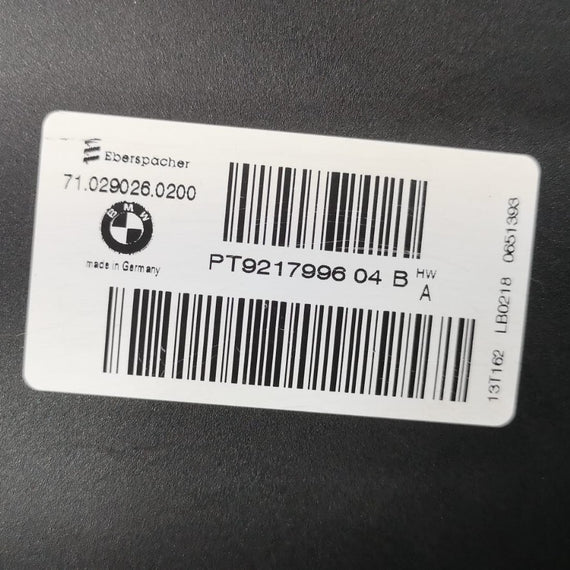 Eberspacher
71.029026.0200
BMW
made in Germany
PT9217996 04 B HW A
13T162 LB0218 0651393